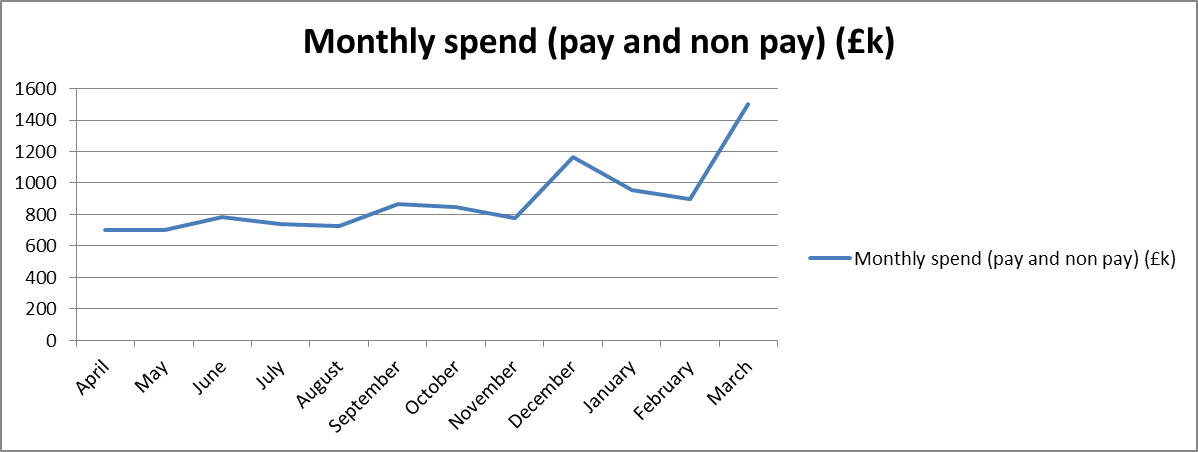 Monthly spend (pay and non pay) (£k)
1600
1400
1200
1000
800
600
400
200
0
April
May
June
July
August
September
October
November
December
January
February
March
Monthly spend (pay and non pay) (£k)